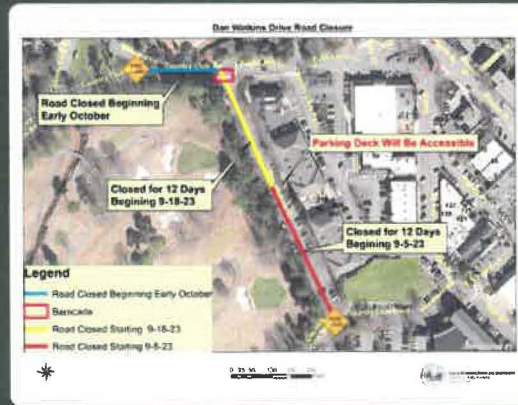 Dan Watkins Drive Road Closure
Road Closed Beginning
Early October
Parking Deck Will Be Accessible
Closed for 12 Days
Begining 9-18-23
Closed for 12 Days
Begining 9-5-23
Legend
Road Closed Beginning Early October
Barricade
Road Closed Starting 9-18-23
Road Closed Starting 9-5-23